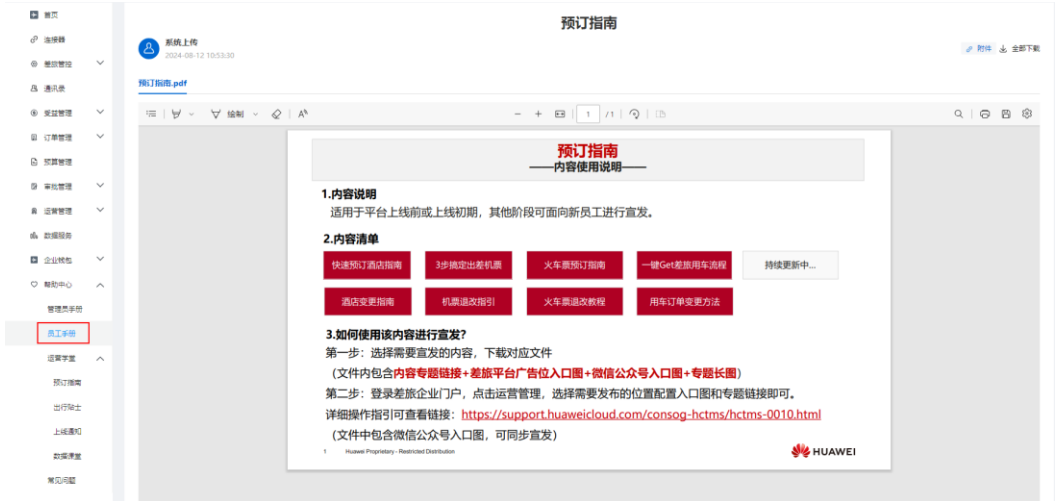 首页
连接器
差旅管控
通讯录
受益管理
订单管理
预算管理
审批管理
运营管理
数据服务
企业钱包
帮助中心
管理员手册
员工手册
运营学堂
预订指南
出行贴士
上线通知
数据课堂
常见问题
预订指南
系统上传
2024-08-12 10:53:30
附件 全部下载
预订指南.pdf
绘制 A 1 /1
预订指南
——内容使用说明——
1.内容说明
适用于平台上线前或上线初期，其他阶段可面向新员工进行宣发。
2.内容清单
快速预订酒店指南 3步搞定出差机票 火车票预订指南 一键Get差旅用车流程 持续更新中...
酒店变更指南 机票退改指引 火车票退改教程 用车订单变更方法
3.如何使用该内容进行宣发?
第一步：选择需要宣发的内容，下载对应文件
（文件内包含内容专题链接+差旅平台广告位入口图+微信公众号入口图+专题长图）
第二步：登录差旅企业门户，点击运营管理，选择需要发布的位置配置入口图和专题链接即可。
详细操作指引可查看链接：https://support.huaweicloud.com/consog-hctms/hctms-0010.html
（文件中包含微信公众号入口图，可同步宣发）
1 Huawei Proprietary - Restricted Distribution
HUAWEI